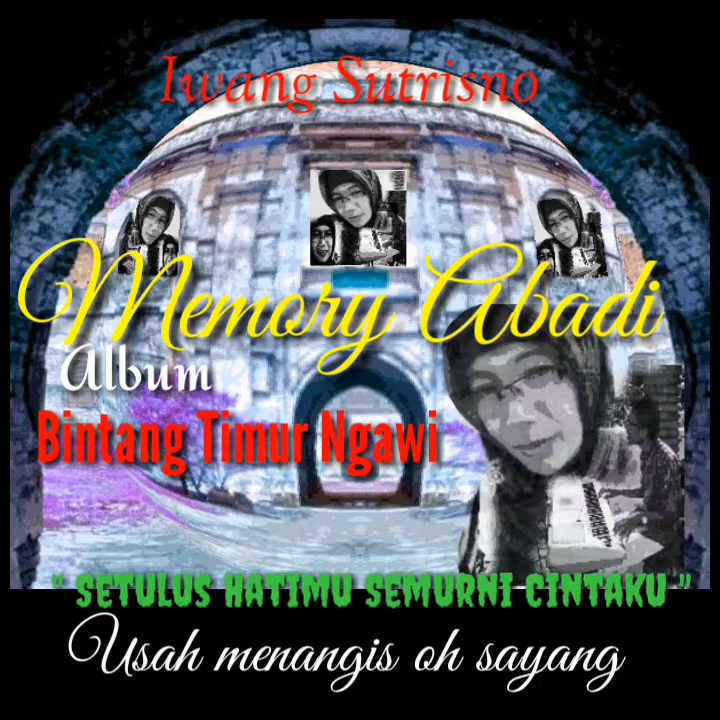 Iwang Sutrisno
Memory Abadi
Album
Bintang Timur Ngawi
" SETULUS HATIMU SEMURNI CINTAKU "
Usah menangis oh sayang